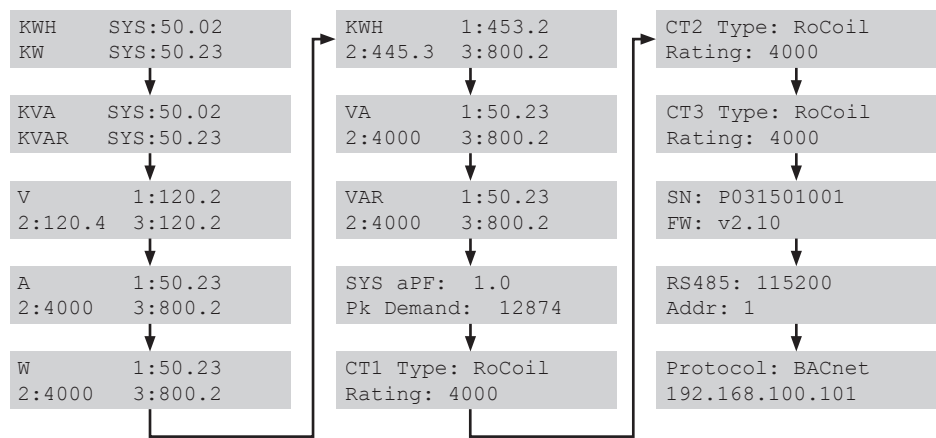 KWH SYS:50.02
KW SYS:50.23
KVA SYS:50.02
KVAR SYS:50.23
V 1:120.2
2:120.4 3:120.2
A 1:50.23
2:4000 3:800.2
W 1:50.23
2:4000 3:800.2
KWH 1:453.2
2:445.3 3:800.2
VA 1:50.23
2:4000 3:800.2
VAR 1:50.23
2:4000 3:800.2
SYS aPF: 1.0
Pk Demand: 12874
CT1 Type: RoCoil
Rating: 4000
CT2 Type: RoCoil
Rating: 4000
CT3 Type: RoCoil
Rating: 4000
SN: P031501001
FW: v2.10
RS485: 115200
Addr: 1
Protocol: BACnet
192.168.100.101